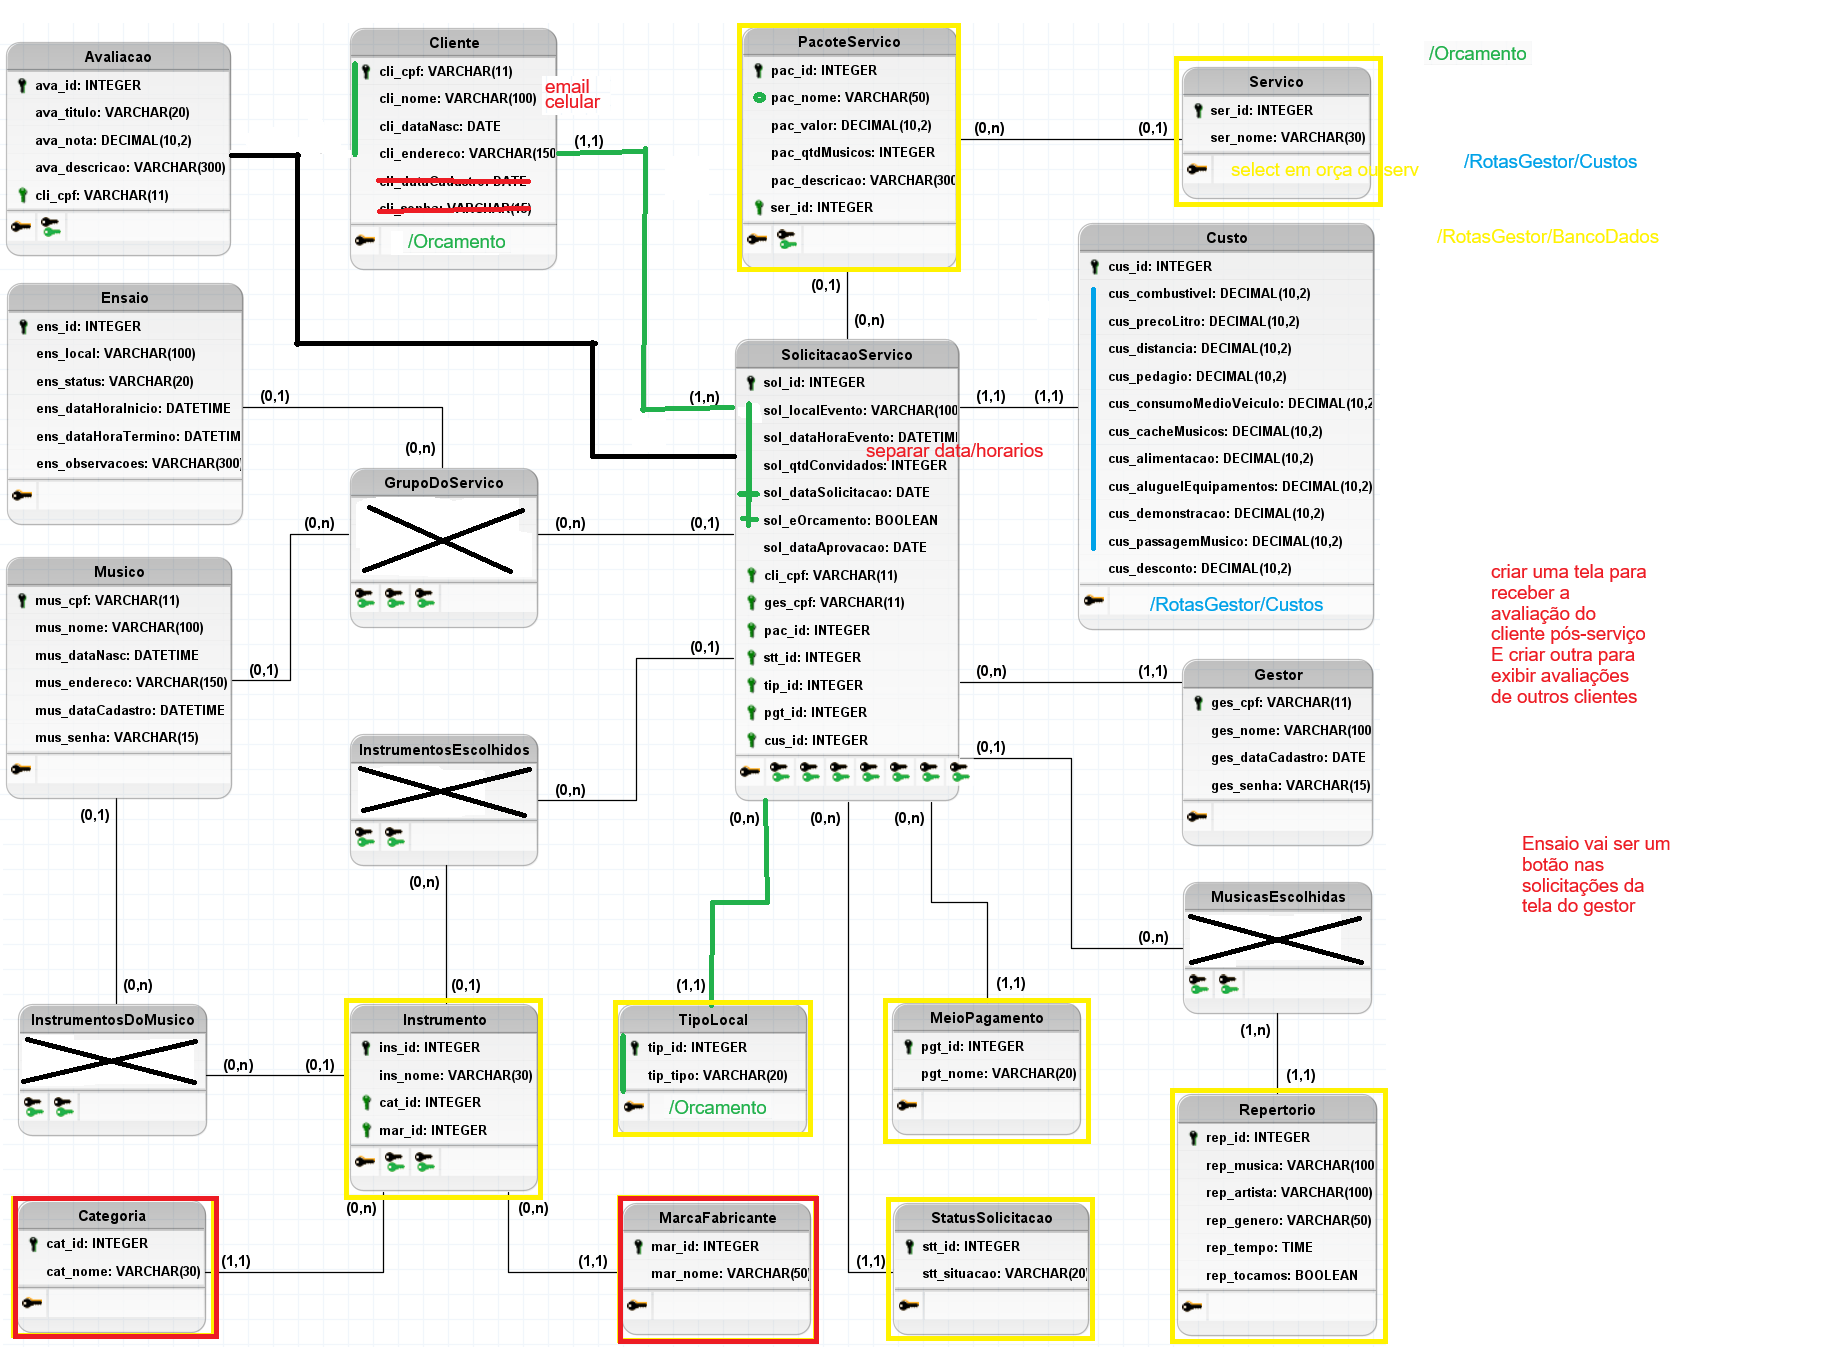 Avaliacao
ava_id: INTEGER
ava_titulo: VARCHAR(20)
ava_nota: DECIMAL(10,2)
ava_descricao: VARCHAR(300)
cli_cpf: VARCHAR(11)
Cliente
cli_cpf: VARCHAR(11)
cli_nome: VARCHAR(100)
cli_dataNasc: DATE
cli_endereco: VARCHAR(150
cli_dataCadastro: DATE
cli_senha: VARCHAR(15)
/Orcamento
email
celular
(1,1)
PacoteServico
pac_id: INTEGER
pac_nome: VARCHAR(50)
pac_valor: DECIMAL(10,2)
pac_qtdMusicos: INTEGER
pac_descricao: VARCHAR(300
ser_id: INTEGER
(0,n)
(0,1)
Servico
ser_id: INTEGER
ser_nome: VARCHAR(30)
select em orça ou serv
/Orcamento
/RotasGestor/Custos
/RotasGestor/BancoDados
(0,1)
(0,n)
Custo
cus_id: INTEGER
cus_combustivel: DECIMAL(10,2)
cus_precoLitro: DECIMAL(10,2)
cus_distancia: DECIMAL(10,2)
cus_pedagio: DECIMAL(10,2)
cus_consumoMedioVeiculo: DECIMAL(10,2
cus_cacheMusicos: DECIMAL(10,2)
cus_alimentacao: DECIMAL(10,2)
cus_aluguelEquipamentos: DECIMAL(10,2)
cus_demonstracao: DECIMAL(10,2)
cus_passagemMusico: DECIMAL(10,2)
cus_desconto: DECIMAL(10,2)
/RotasGestor/Custos
Ensaio
ens_id: INTEGER
ens_local: VARCHAR(100)
ens_status: VARCHAR(20)
ens_dataHoraInicio: DATETIME
ens_dataHoraTermino: DATETIM
ens_observacoes: VARCHAR(300)
(0,1)
(0,n)
GrupoDoServico
(0,n)
(0,n)
(0,1)
(1,n)
SolicitacaoServico
sol_id: INTEGER
sol_localEvento: VARCHAR(100
sol_dataHoraEvento: DATETIME
separar data/horarios
sol_qtdConvidados: INTEGER
sol_dataSolicitacao: DATE
sol_eOrcamento: BOOLEAN
sol_dataAprovacao: DATE
cli_cpf: VARCHAR(11)
ges_cpf: VARCHAR(11)
pac_id: INTEGER
stt_id: INTEGER
tip_id: INTEGER
pgt_id: INTEGER
cus_id: INTEGER
(1,1)
(1,1)
Musico
mus_cpf: VARCHAR(11)
mus_nome: VARCHAR(100)
mus_dataNasc: DATETIME
mus_endereco: VARCHAR(150)
mus_dataCadastro: DATETIME
mus_senha: VARCHAR(15)
(0,1)
(0,1)
InstrumentosEscolhidos
(0,1)
(0,n)
(0,n)
(0,n)
(1,1)
Gestor
ges_cpf: VARCHAR(11)
ges_nome: VARCHAR(100
ges_dataCadastro: DATE
ges_senha: VARCHAR(15)
criar uma tela para
receber a
avaliação do
cliente pós-serviço
E criar outra para
exibir avaliações
de outros clientes
Ensaio vai ser um
botão nas
solicitações da
tela do gestor
(0,1)
(0,n)
MusicasEscolhidas
(1,n)
(1,1)
(0,n)
(0,n)
(0,n)
(0,n)
InstrumentosDoMusico
(0,n)
(0,1)
(0,1)
Instrumento
ins_id: INTEGER
ins_nome: VARCHAR(30)
cat_id: INTEGER
mar_id: INTEGER
(1,1)
TipoLocal
tip_id: INTEGER
tip_tipo: VARCHAR(20)
/Orcamento
(1,1)
MeioPagamento
pgt_id: INTEGER
pgt_nome: VARCHAR(20)
Repertorio
rep_id: INTEGER
rep_musica: VARCHAR(100
rep_artista: VARCHAR(100)
rep_genero: VARCHAR(50)
rep_tempo: TIME
rep_tocamos: BOOLEAN
Categoria
cat_id: INTEGER
cat_nome: VARCHAR(30)
(1,1)
(0,n)
(0,n)
(1,1)
MarcaFabricante
mar_id: INTEGER
mar_nome: VARCHAR(50)
(1,1)
StatusSolicitacao
stt_id: INTEGER
stt_situacao: VARCHAR(20)